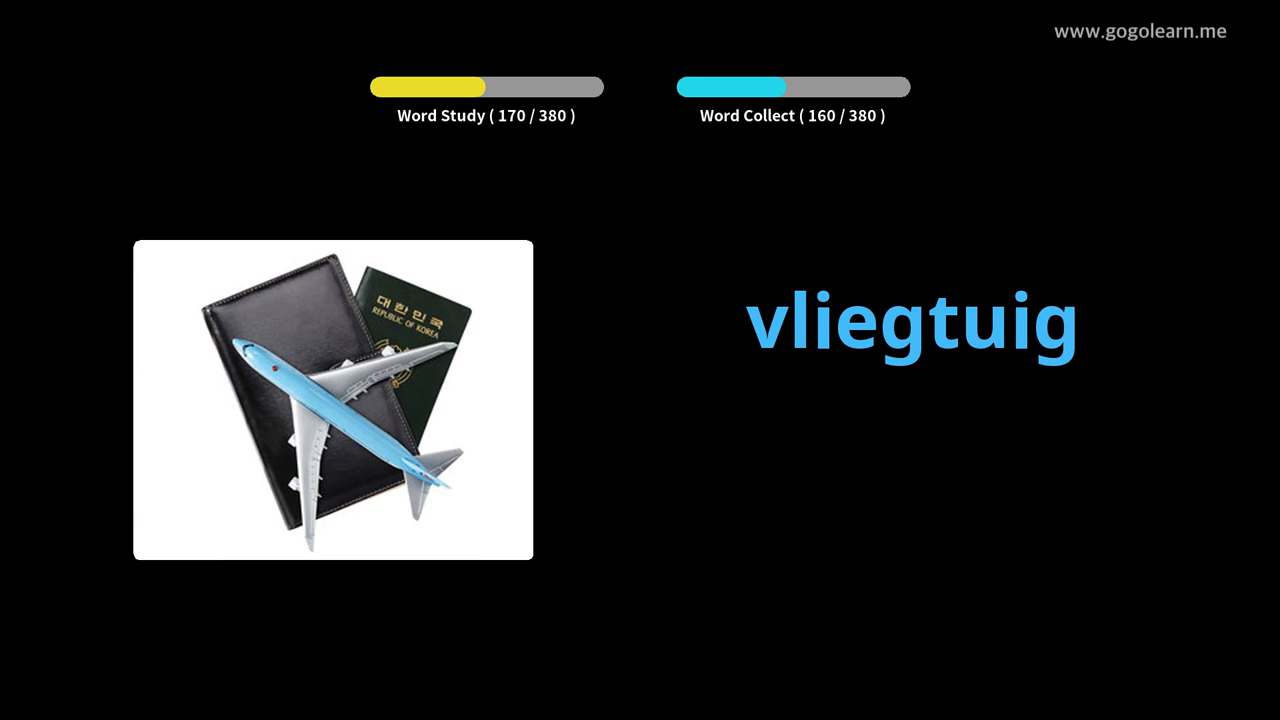 www.gogolearn.me
Word Study ( 170 / 380 )
Word Collect ( 160 / 380 )
대한민국
REPUBLIC OF KOREA
vliegtuig